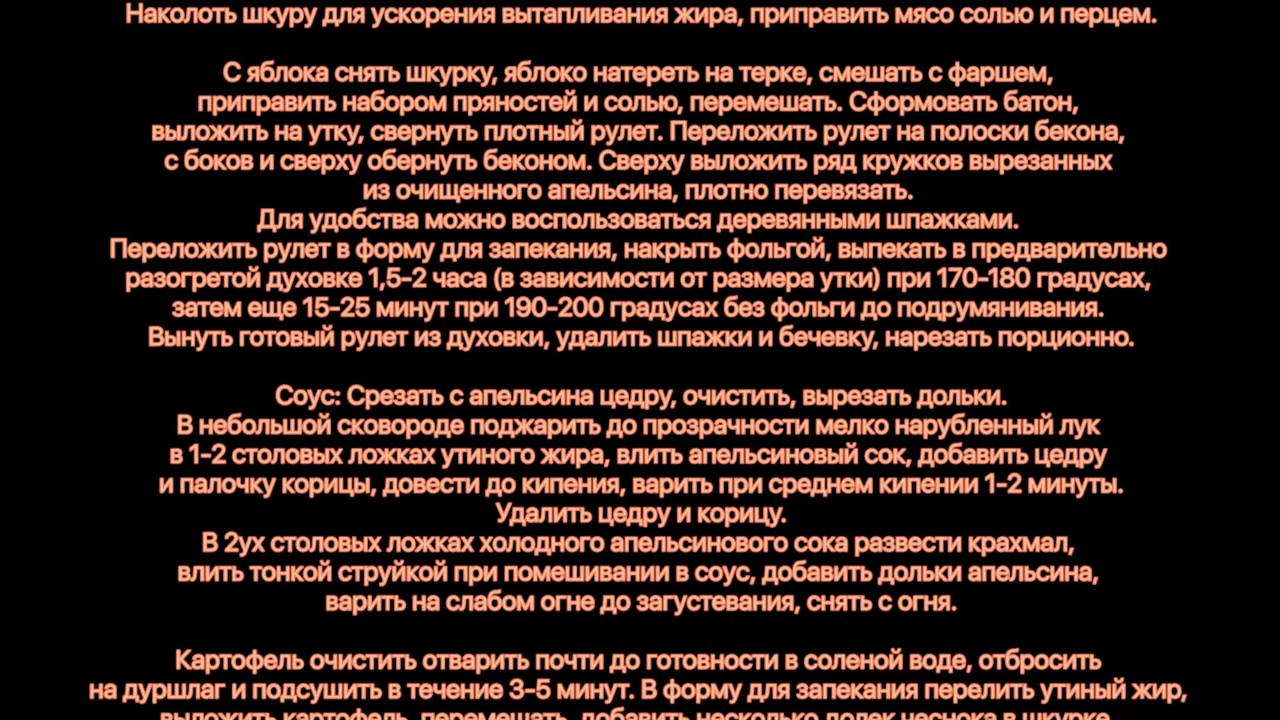 Наколоть шкуру для ускорения вытапливания жира, приправить мясо солью и перцем.
С яблока снять шкурку, яблоко натереть на терке, смешать с фаршем,
приправить набором пряностей и солью, перемешать. Сформовать батон,
выложить на утку, свернуть плотный рулет. Переложить рулет на полоски бекона,
с боков и сверху обернуть беконом. Сверху выложить ряд кружков вырезанных
из очищенного апельсина, плотно перевязать.
Для удобства можно воспользоваться деревянными шпажками.
Переложить рулет в форму для запекания, накрыть фольгой, выпекать в предварительно
разогретой духовке 1,5-2 часа (в зависимости от размера утки) при 170-180 градусах,
затем еще 15-25 минут при 190-200 градусах без фольги до подрумянивания.
Вынуть готовый рулет из духовки, удалить шпажки и бечевку, нарезать порционно.
Соус: Срезать с апельсина цедру, очистить, вырезать дольки.
В небольшой сковороде поджарить до прозрачности мелко нарубленный лук
в 1-2 столовых ложках утиного жира, влить апельсиновый сок, добавить цедру
и палочку корицы, довести до кипения, варить при среднем кипении 1-2 минуты.
Удалить цедру и корицу.
В 2ух столовых ложках холодного апельсинового сока развести крахмал,
влить тонкой струйкой при помешивании в соус, добавить дольки апельсина,
варить на слабом огне до загустевания, снять с огня.
Картофель очистить отварить почти до готовности в соленой воде, отбросить
на дуршлаг и подсушить в течение 3-5 минут. В форму для запекания перелить утиный жир,
выложить картофель, перемешать, добавить несколько долек чеснока в шкурке